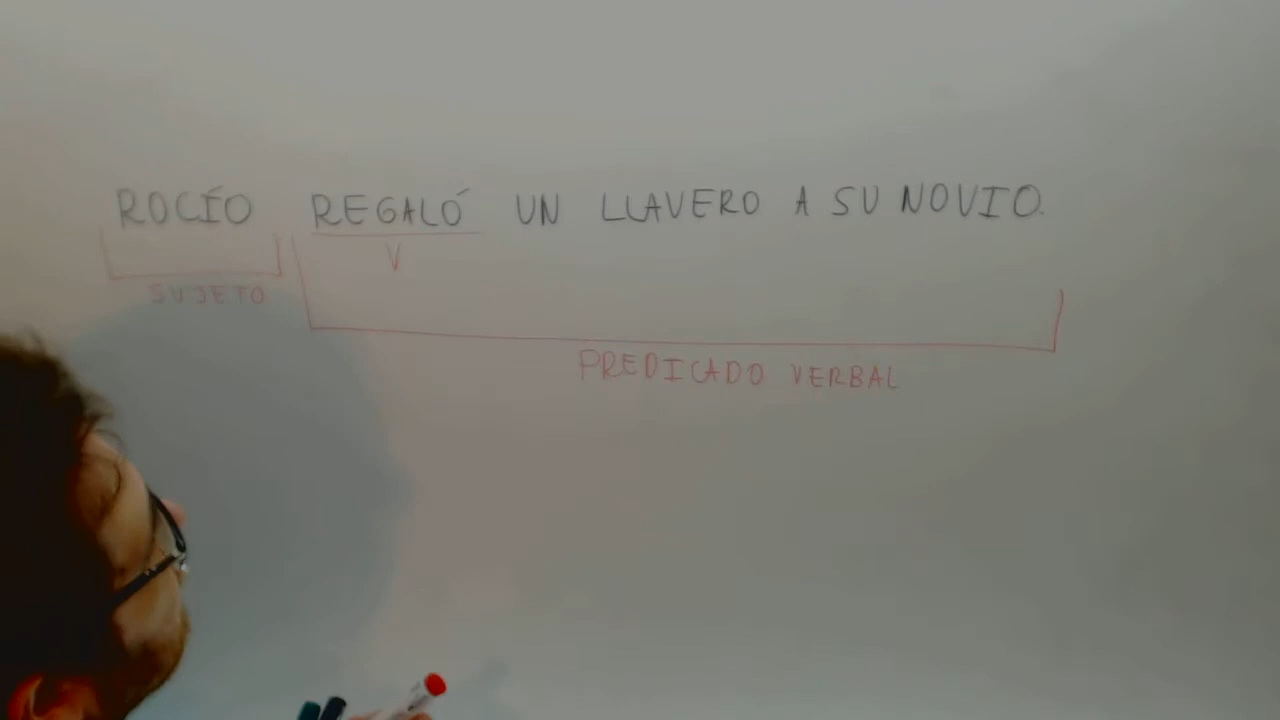 ROCÍO REGALÓ UN LLAVERO A SU NOVIO.
V
SUJETO
PREDICADO VERBAL